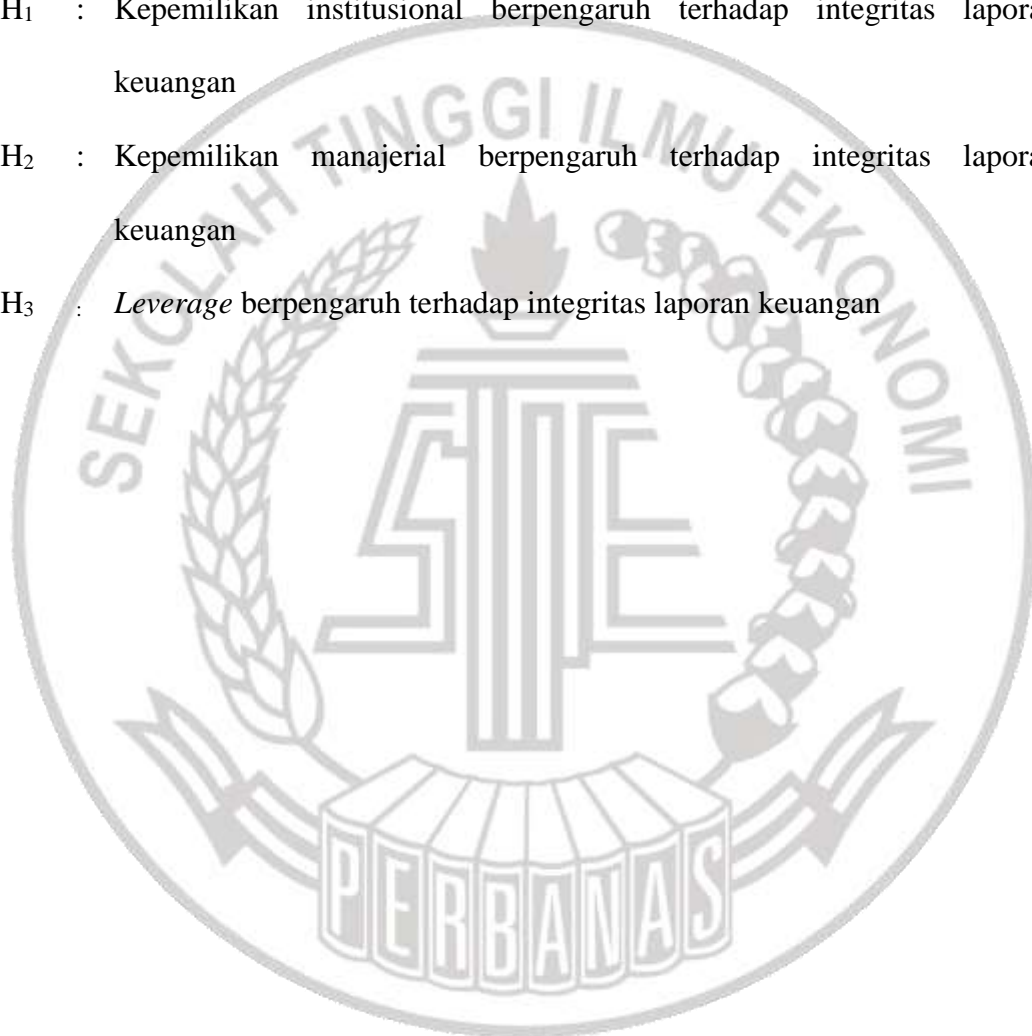 H₁ : Kepemilikan institusional berpengaruh terhadap integritas lapora
keuangan
H₂ : Kepemilikan manajerial berpengaruh terhadap integritas lapora
keuangan
H₃ : Leverage berpengaruh terhadap integritas laporan keuangan
SEKOLAH TINGGI ILMU EKONOMI
STIE
PERBANAS